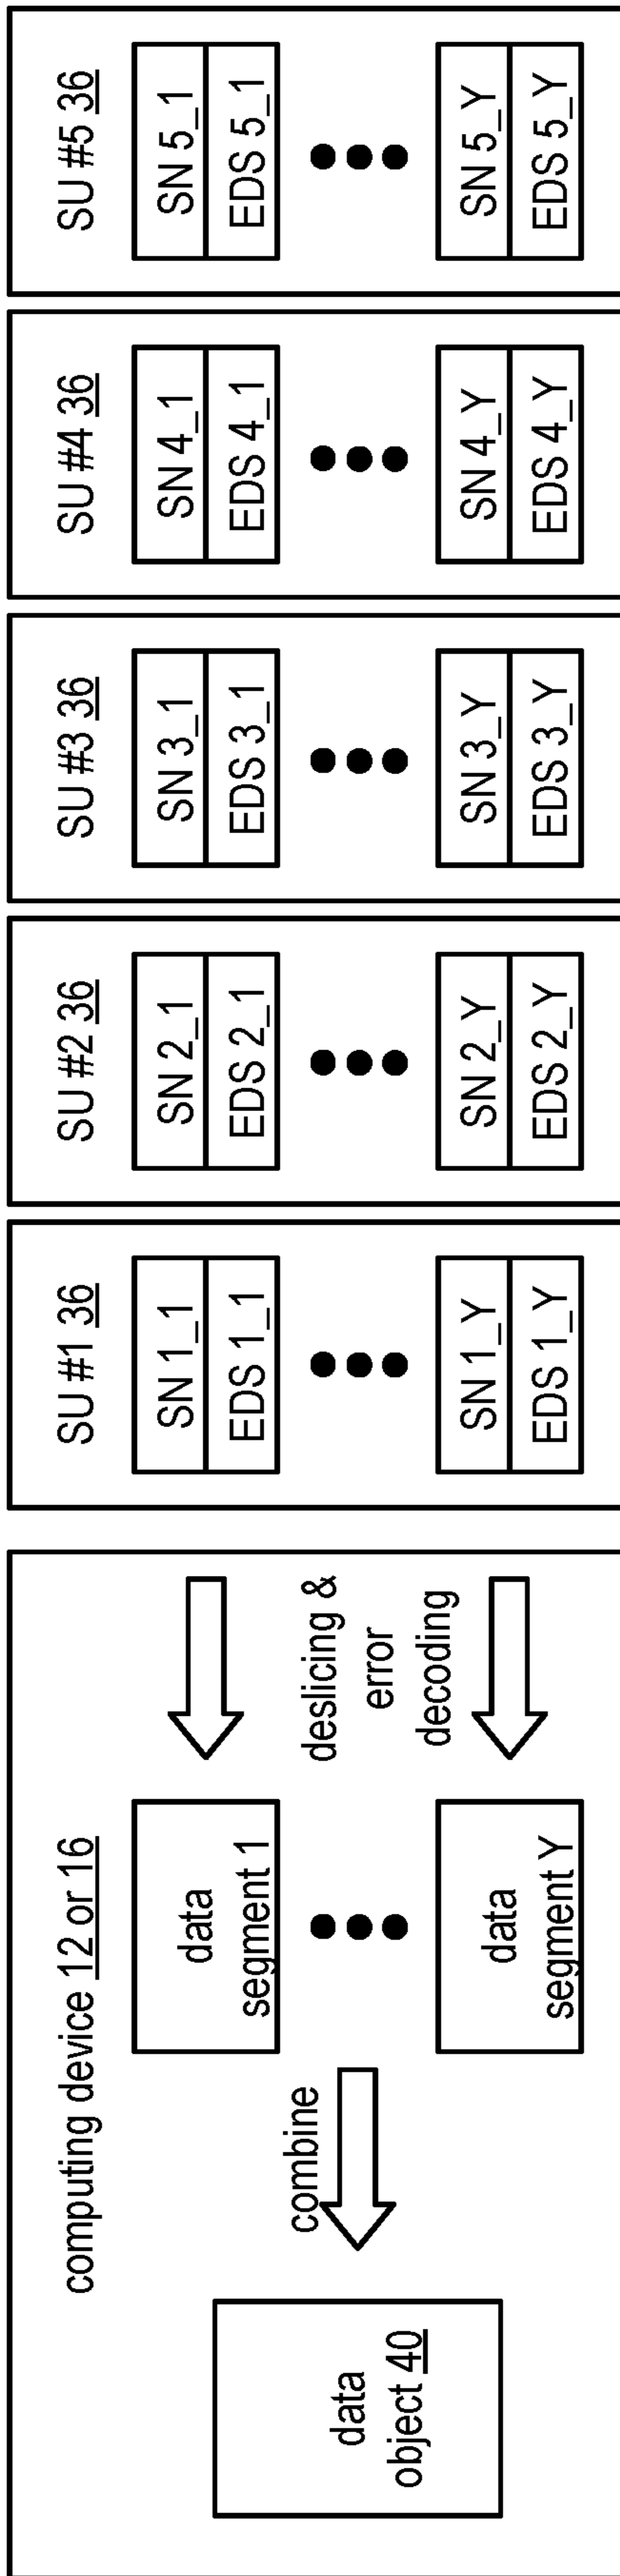 computing device 12 or 16
data
object 40
combine
data
segment 1
data
segment Y
deslicing &
error
decoding
SU #1 36
SN 1_1
EDS 1_1
SN 1_Y
EDS 1_Y
SU #2 36
SN 2_1
EDS 2_1
SN 2_Y
EDS 2_Y
SU #3 36
SN 3_1
EDS 3_1
SN 3_Y
EDS 3_Y
SU #4 36
SN 4_1
EDS 4_1
SN 4_Y
EDS 4_Y
SU #5 36
SN 5_1
EDS 5_1
SN 5_Y
EDS 5_Y